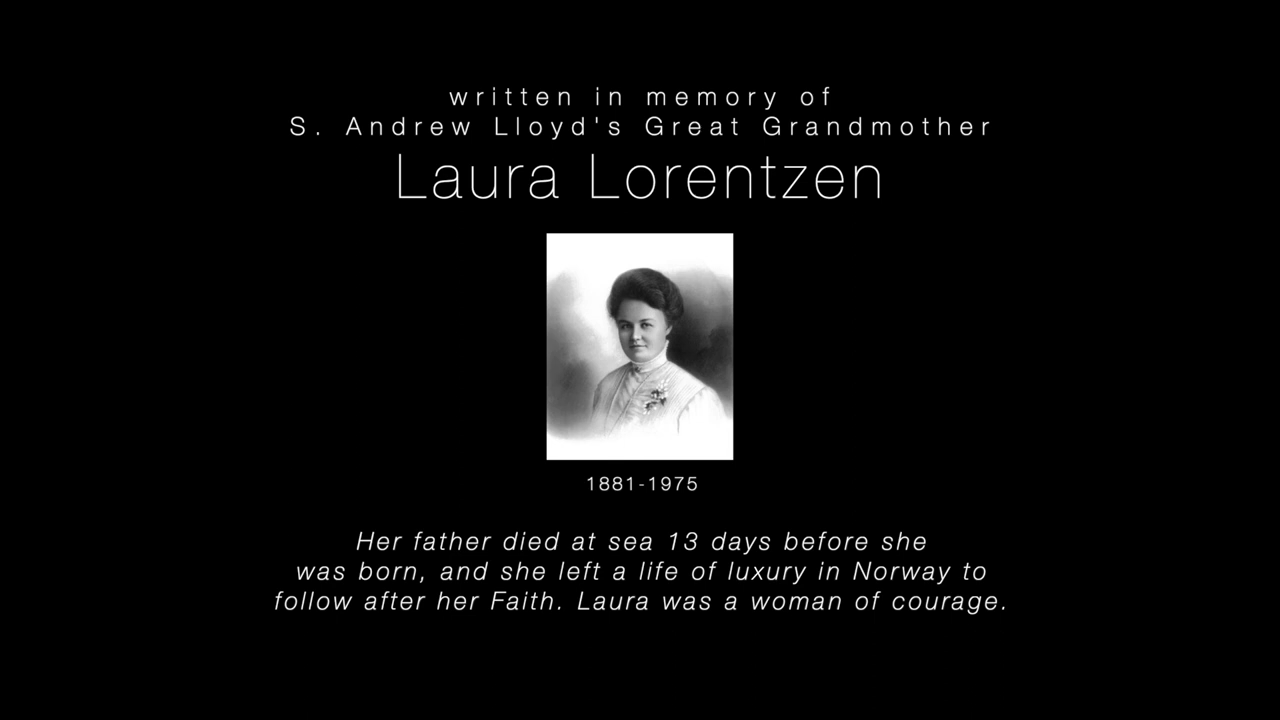 written in memory of
S. Andrew Lloyd's Great Grandmother
Laura Lorentzen
1881-1975
Her father died at sea 13 days before she
was born, and she left a life of luxury in Norway to
follow after her Faith. Laura was a woman of courage.